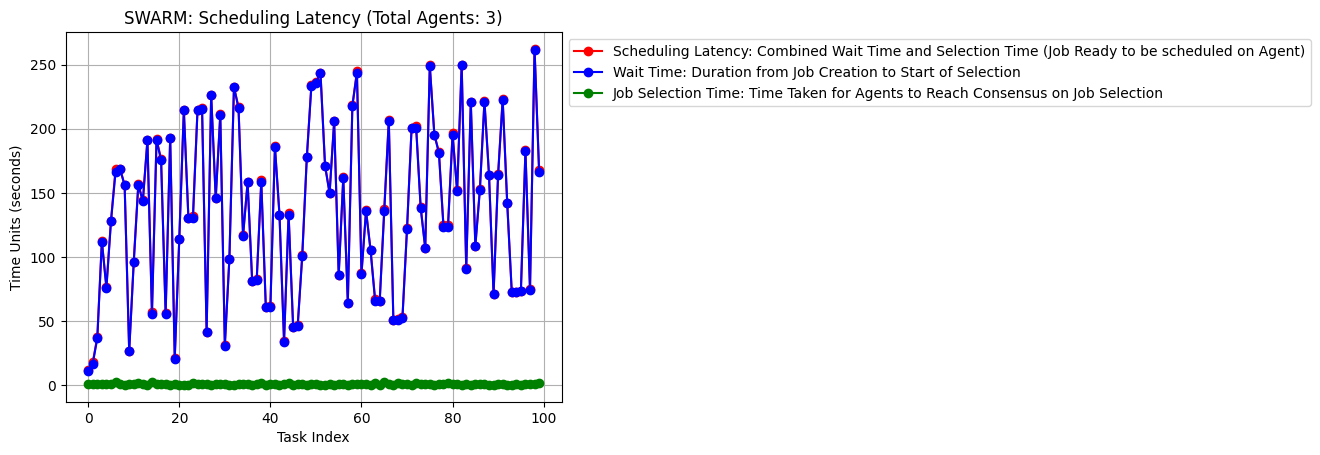 SWARM: Scheduling Latency (Total Agents: 3)
Scheduling Latency: Combined Wait Time and Selection Time (Job Ready to be scheduled on Agent)
Wait Time: Duration from Job Creation to Start of Selection
Job Selection Time: Time Taken for Agents to Reach Consensus on Job Selection
Time Units (seconds)
250
200
150
100
50
0
0 20 40 60 80 100
Task Index